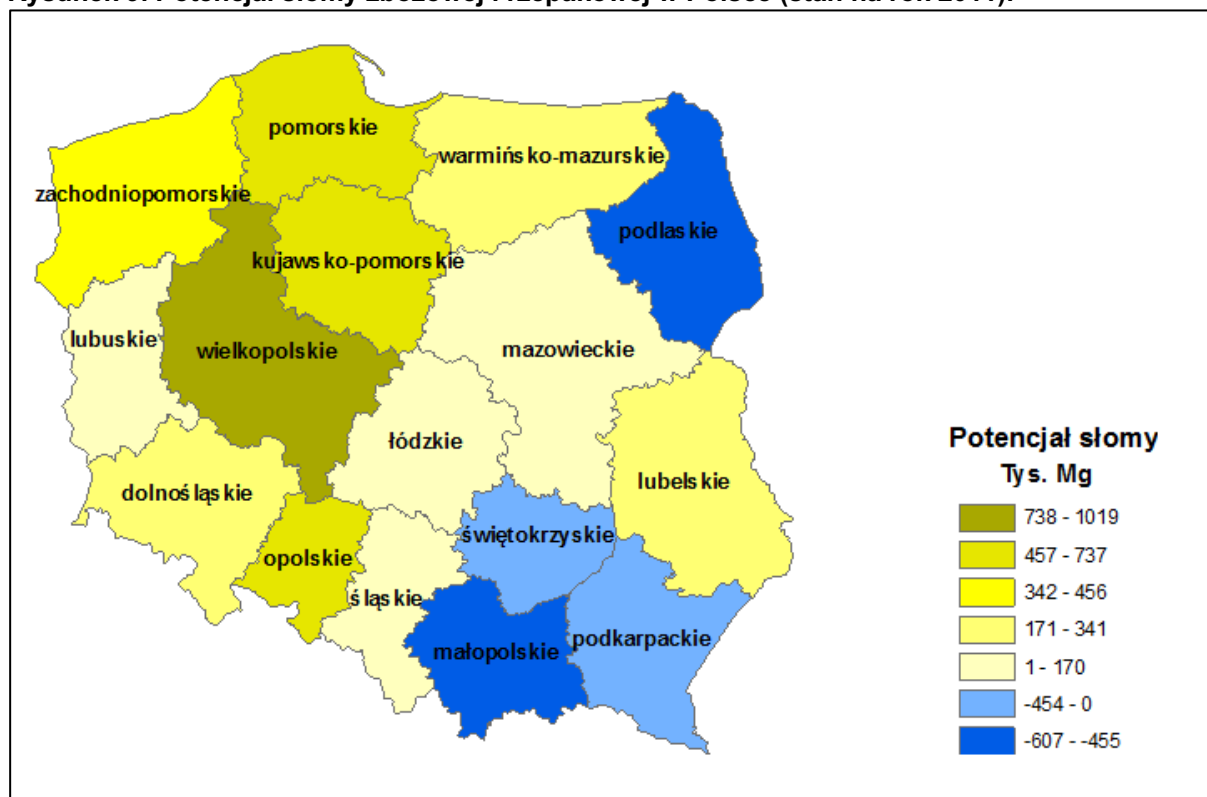 pomorskie
warmińsko-mazurskie
zachodniopomorskie
podlaskie
kujawsko-pomorskie
lubuskie
wielkopolskie
mazowieckie
łódzkie
Potencjał słomy
Tys. Mg
dolnośląskie
lubelskie
738 - 1019
świętokrzyskie
457 - 737
opolskie
342 - 456
śląskie
171 - 341
podkarpackie
małopolskie
1 - 170
-454 - 0
-607 - -455